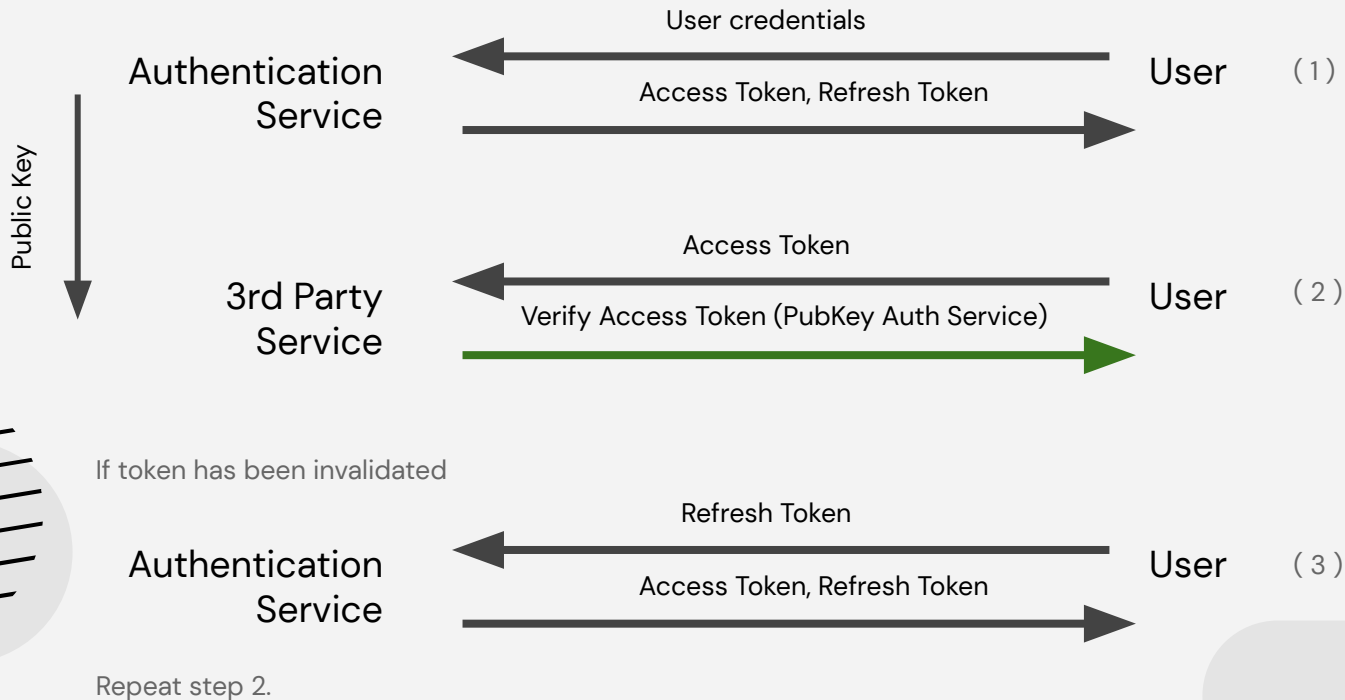 User credentials
Authentication
Service
User
( 1 )
Access Token, Refresh Token
Public Key
Access Token
3rd Party
Service
User
( 2 )
Verify Access Token (PubKey Auth Service)
If token has been invalidated
Refresh Token
Authentication
Service
User
( 3 )
Access Token, Refresh Token
Repeat step 2.